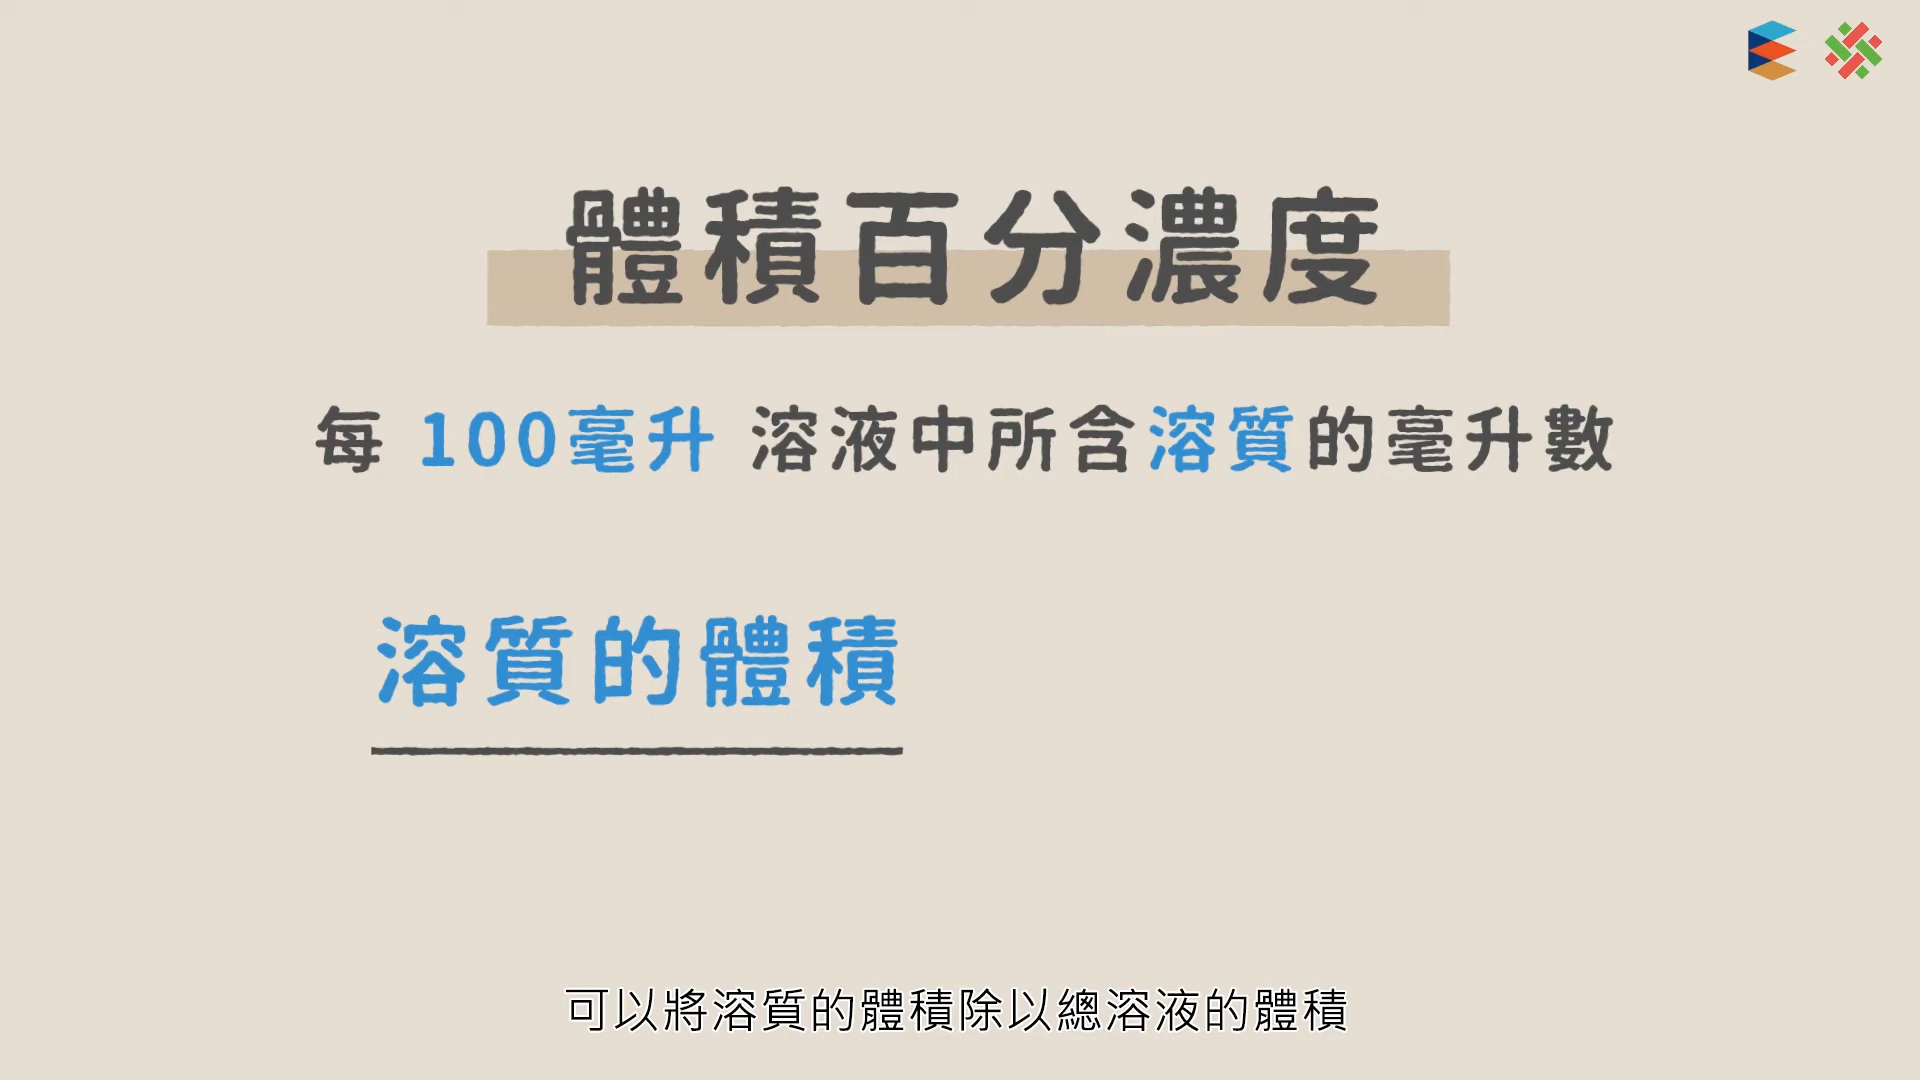 體積百分濃度
每 100毫升 溶液中所含溶質的毫升數
溶質的體積
可以將溶質的體積除以總溶液的體積